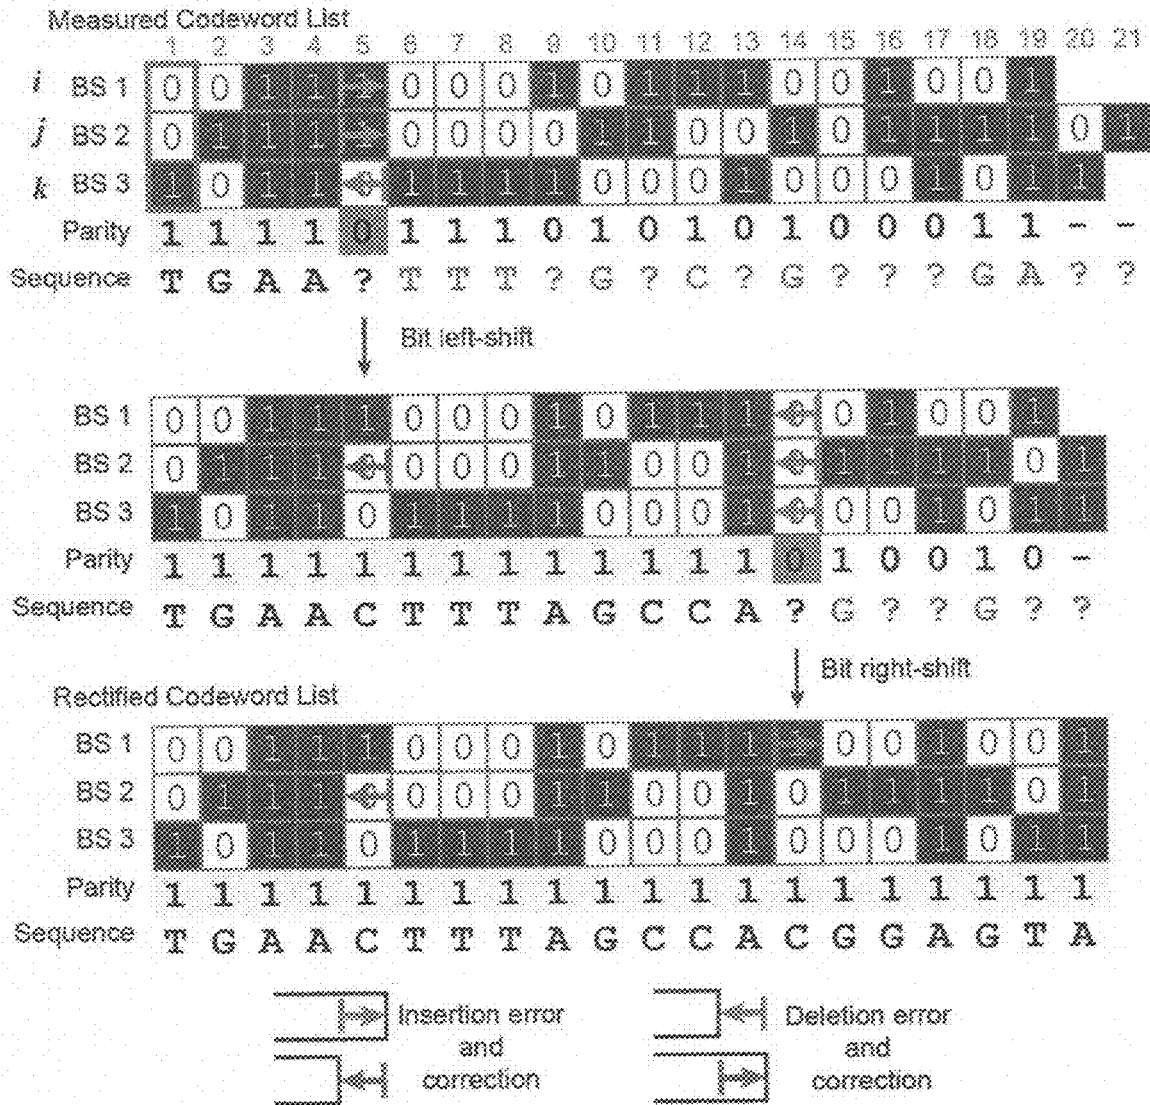 Measured Codeword List
1 2 3 4 5 6 7 8 9 10 11 12 13 14 15 16 17 18 19 20 21
i BS 1 0 0 1 1 0 0 0 1 0 1 1 1 0 0 1 0 0 1
j BS 2 0 1 1 1 0 0 0 0 1 1 0 0 1 0 1 1 1 1 0 1
k BS 3 1 0 1 1 0 1 1 1 1 0 0 0 1 0 0 0 1 0 1 1
Parity 1 1 1 1 0 1 1 1 0 1 0 1 0 1 0 0 0 1 1 - -
Sequence T G A A ? T T T ? G ? C ? G ? ? ? G A ? ?
Bit left-shift
BS 1 0 0 1 1 1 0 0 0 1 0 1 1 1 0 0 1 0 0 1
BS 2 0 1 1 1 0 0 0 0 1 1 0 0 1 0 1 1 1 1 0 1
BS 3 1 0 1 1 0 1 1 1 1 0 0 0 1 0 0 0 1 0 1 1
Parity 1 1 1 1 1 1 1 1 1 1 1 1 1 0 1 0 0 1 0 -
Sequence T G A A C T T T A G C C A ? G ? ? G ? ?
Bit right-shift
Rectified Codeword List
BS 1 0 0 1 1 1 0 0 0 1 0 1 1 1 0 0 1 0 0 1
BS 2 0 1 1 1 0 0 0 0 1 1 0 0 1 0 1 1 1 1 0 1
BS 3 1 0 1 1 0 1 1 1 1 0 0 0 1 0 0 0 1 0 1 1
Parity 1 1 1 1 1 1 1 1 1 1 1 1 1 1 1 1 1 1 1 1
Sequence T G A A C T T T A G C C A C G G A G T A
Insertion error
and
correction
Deletion error
and
correction